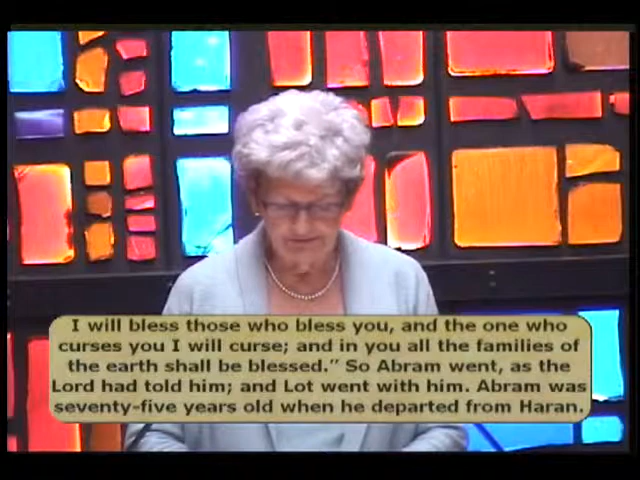 I will bless those who bless you, and the one who
curses you I will curse; and in you all the families of
the earth shall be blessed.” So Abram went, as the
Lord had told him; and Lot went with him. Abram was
seventy-five years old when he departed from Haran.